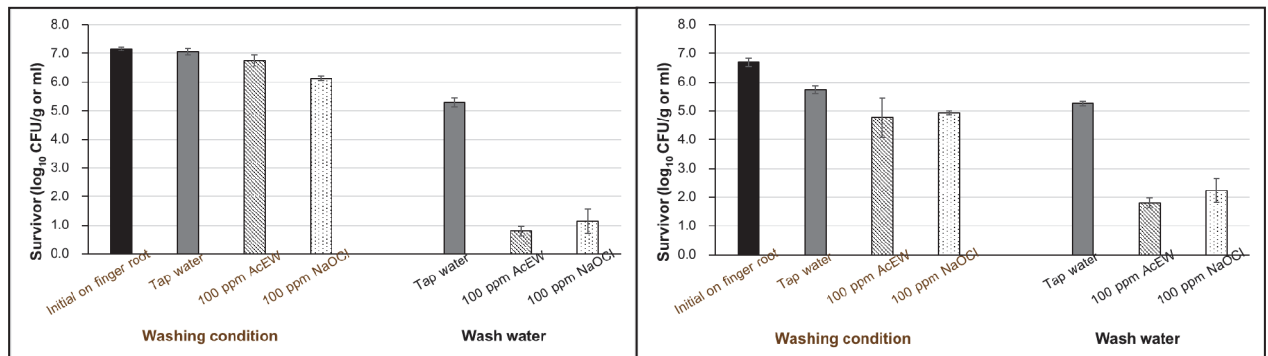 8.0
7.0
6.0
5.0
4.0
3.0
2.0
1.0
0.0
Survivor (log10 CFU/g or ml)
Initial on finger root
Tap water
100 ppm AcEW
100 ppm NaOCl
Tap water
100 ppm AcEW
100 ppm NaOCl
Washing condition
Wash water
8.0
7.0
6.0
5.0
4.0
3.0
2.0
1.0
0.0
Survivor (log10 CFU/g or ml)
Initial on finger root
Tap water
100 ppm AcEW
100 ppm NaOCl
Tap water
100 ppm AcEW
100 ppm NaOCl
Washing condition
Wash water